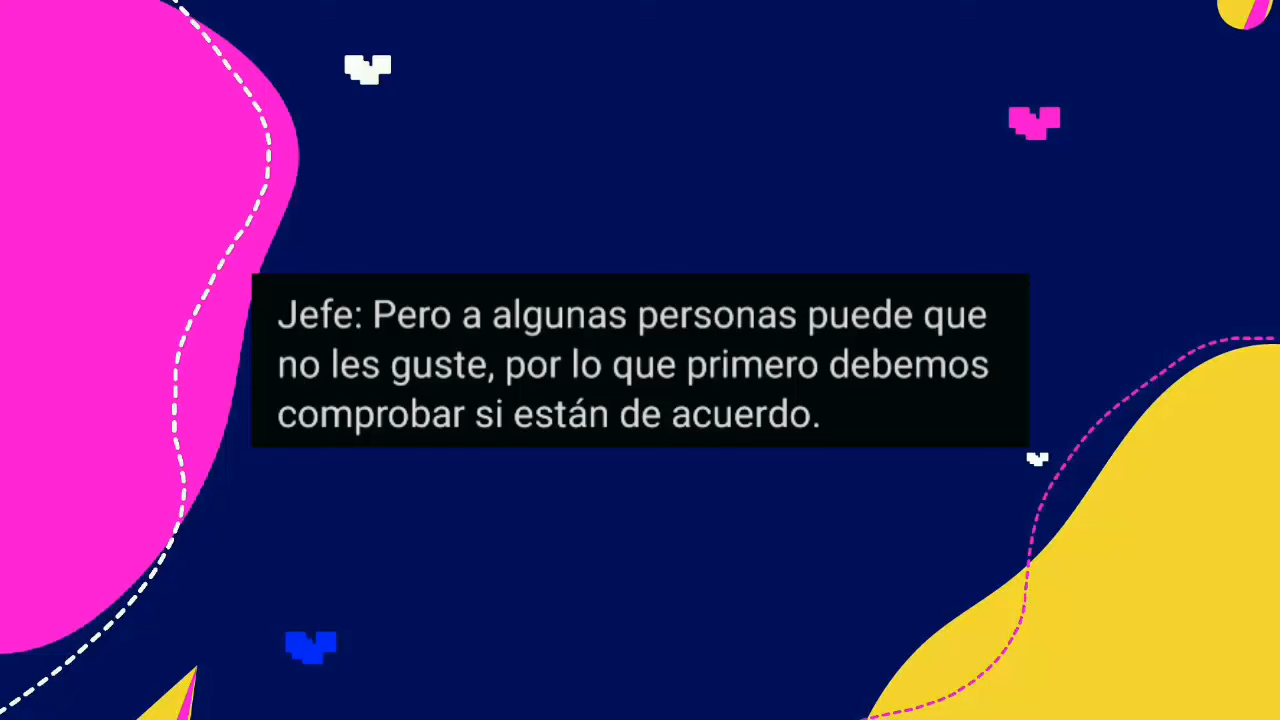 Jefe: Pero a algunas personas puede que
no les guste, por lo que primero debemos
comprobar si están de acuerdo.